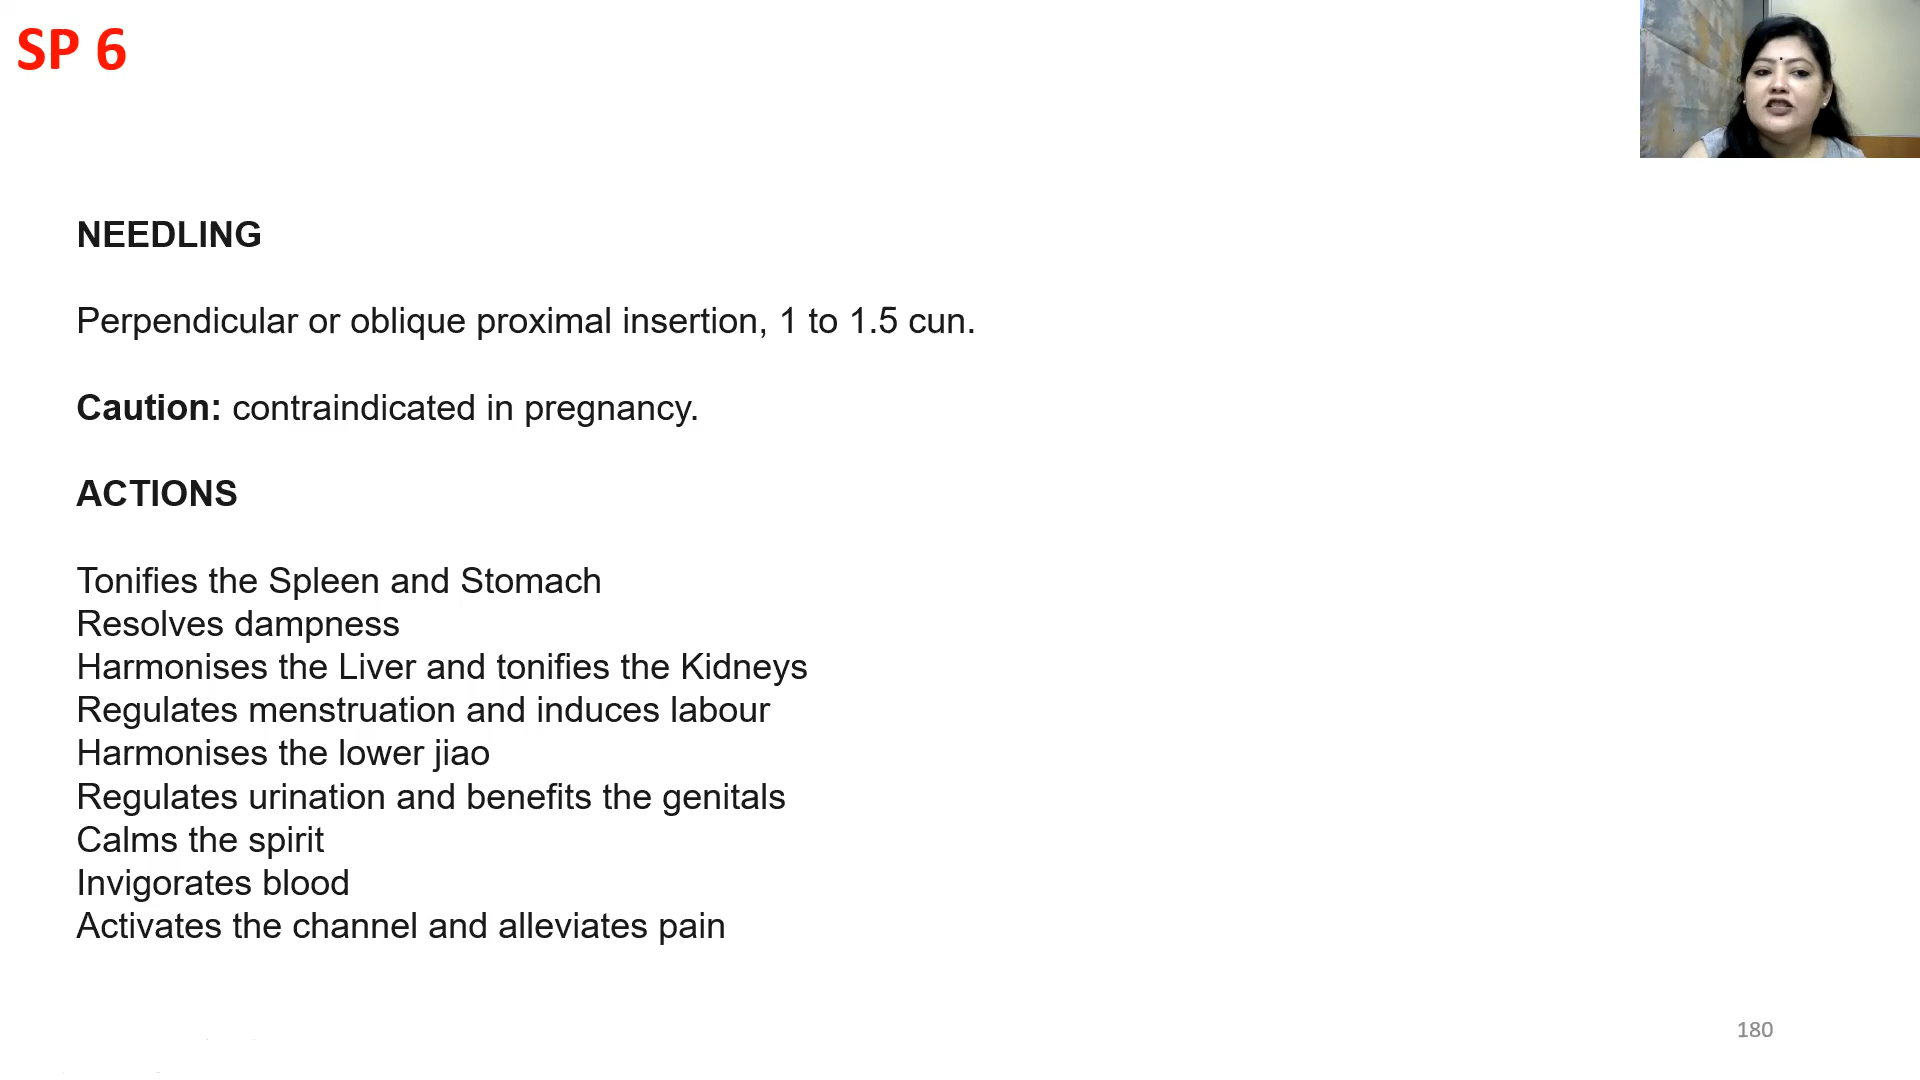 SP 6
NEEDLING
Perpendicular or oblique proximal insertion, 1 to 1.5 cun.
Caution: contraindicated in pregnancy.
ACTIONS
Tonifies the Spleen and Stomach
Resolves dampness
Harmonises the Liver and tonifies the Kidneys
Regulates menstruation and induces labour
Harmonises the lower jiao
Regulates urination and benefits the genitals
Calms the spirit
Invigorates blood
Activates the channel and alleviates pain
180